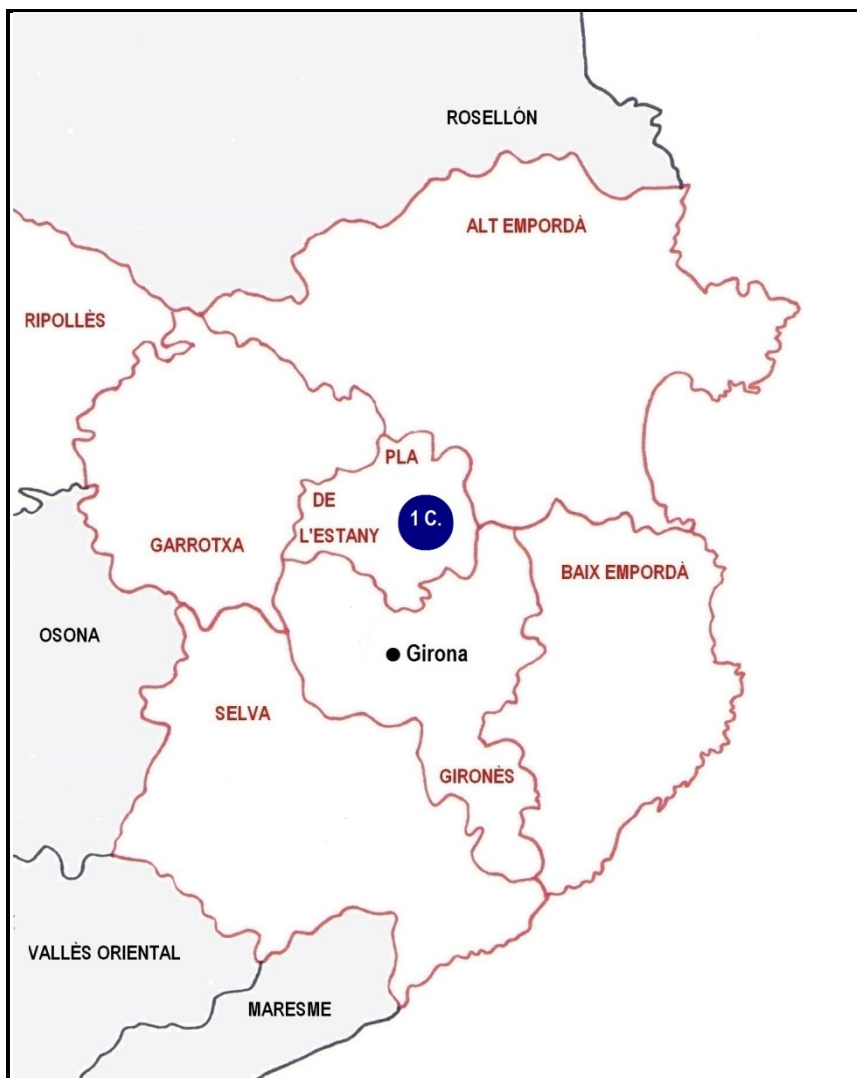 ROSELLÓN
ALT EMPORDÀ
RIPOLLÈS
PLA
DE
1 C.
L'ESTANY
GARROTXA
BAIX EMPORDÀ
OSONA
Girona
SELVA
GIRONÈS
VALLÈS ORIENTAL
MARESME